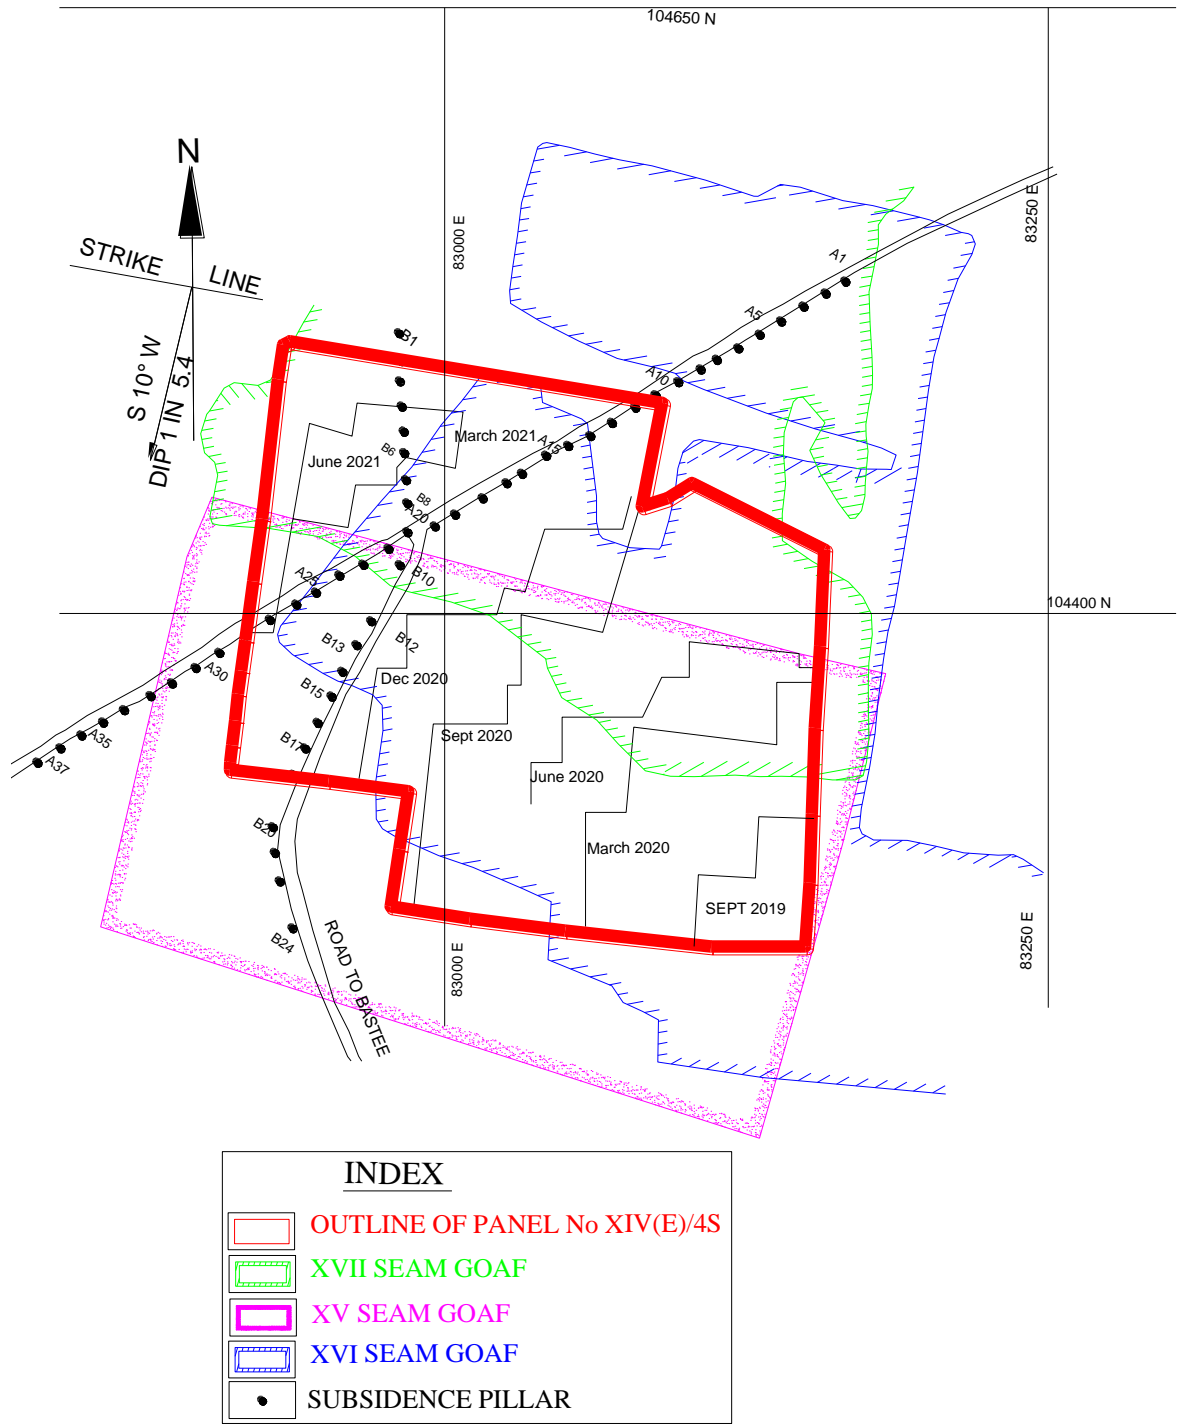 104650 N
N
STRIKE LINE
83000 E
83250 E
A1
A5
S 10° W
DIP 1 IN 5.4
B1
A10
March 2021
A15
B6
June 2021
B8
A20
A25
B10
104400 N
B13
B12
A30
Dec 2020
B15
B17
Sept 2020
A35
A37
June 2020
B20
March 2020
SEPT 2019
B24
ROAD TO BASTEE
83000 E
83250 E
INDEX
OUTLINE OF PANEL No XIV(E)/4S
XVII SEAM GOAF
XV SEAM GOAF
XVI SEAM GOAF
SUBSIDENCE PILLAR